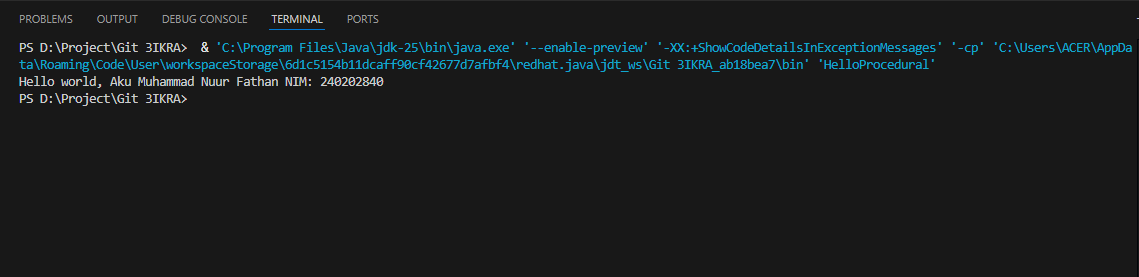 PROBLEMS OUTPUT DEBUG CONSOLE TERMINAL PORTS
PS D:\Project\Git 3IKRA>  & 'C:\Program Files\Java\jdk-25\bin\java.exe' '--enable-preview' '-XX:+ShowCodeDetailsInExceptionMessages' '-cp' 'C:\Users\ACER\AppDa
ta\Roaming\Code\User\workspaceStorage\6d1c5154b11dcaff90cf42677d7afbf4\redhat.java\jdt_ws\Git 3IKRA_ab18bea7\bin' 'HelloProcedural'
Hello world, Aku Muhammad Nuur Fathan NIM: 240202840
PS D:\Project\Git 3IKRA>